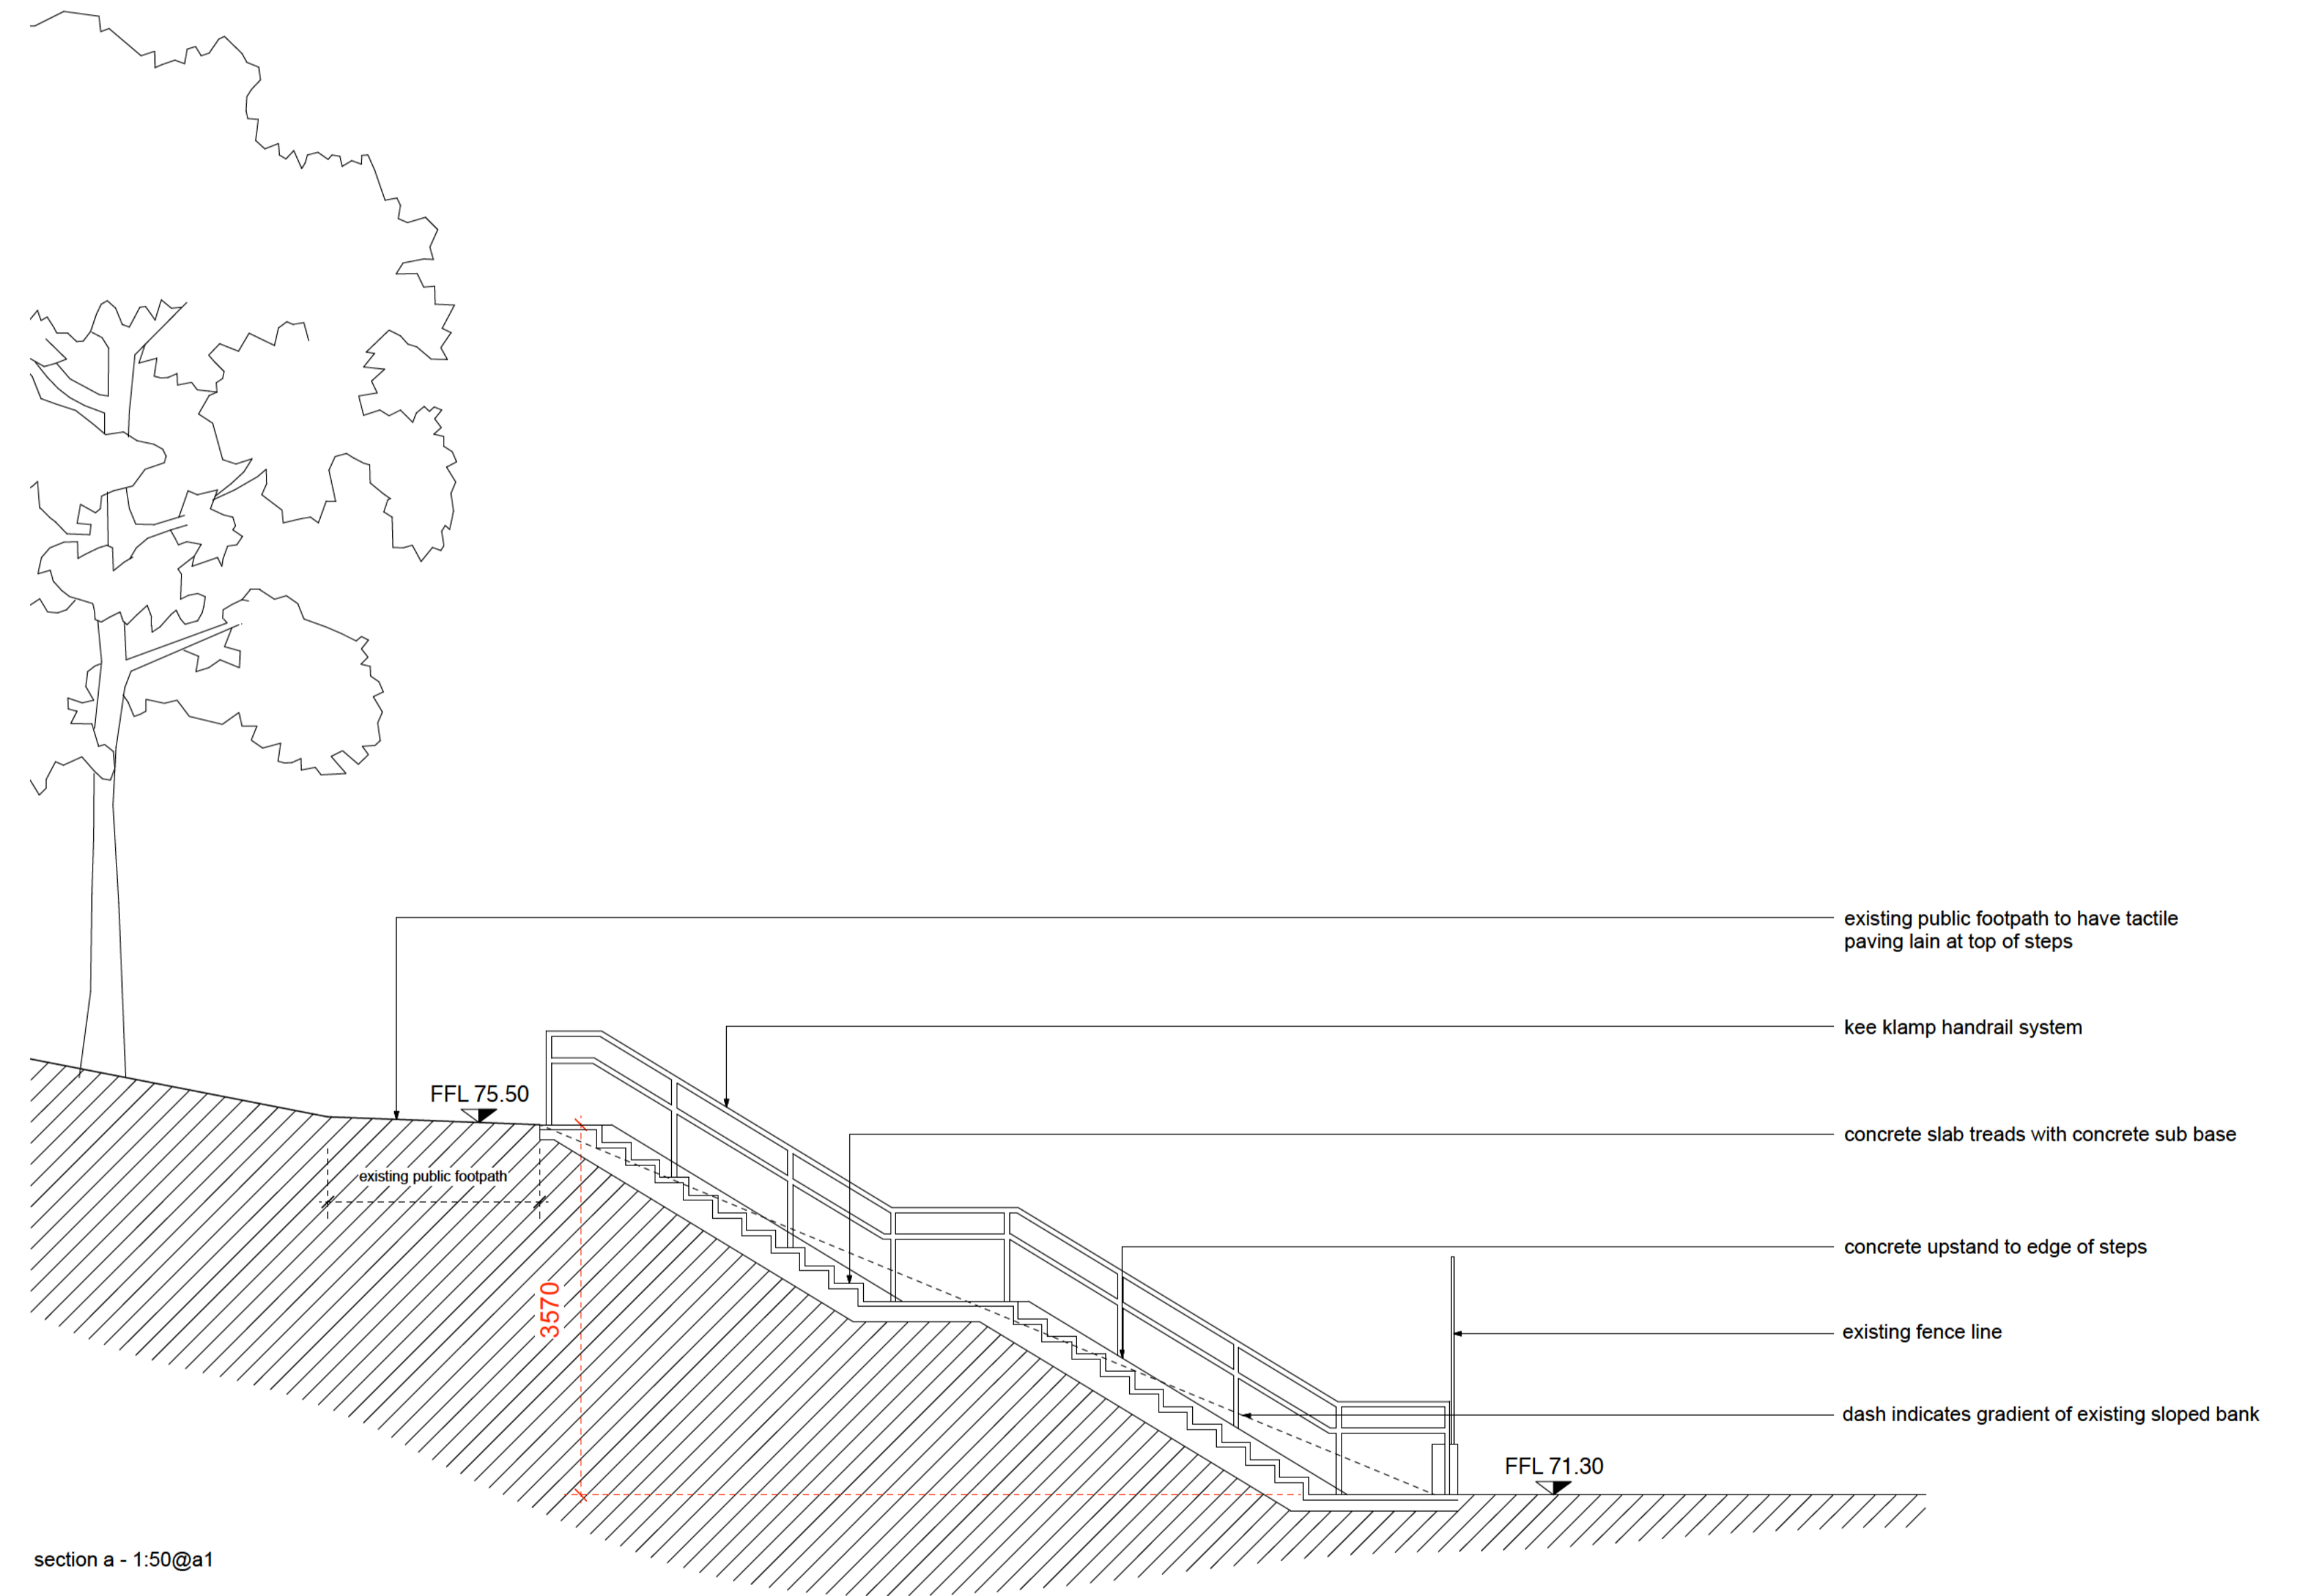 existing public footpath to have tactile
paving lain at top of steps
kee klamp handrail system
FFL 75.50
concrete slab treads with concrete sub base
existing public footpath
concrete upstand to edge of steps
3570
existing fence line
dash indicates gradient of existing sloped bank
FFL 71.30
section a - 1:50@a1